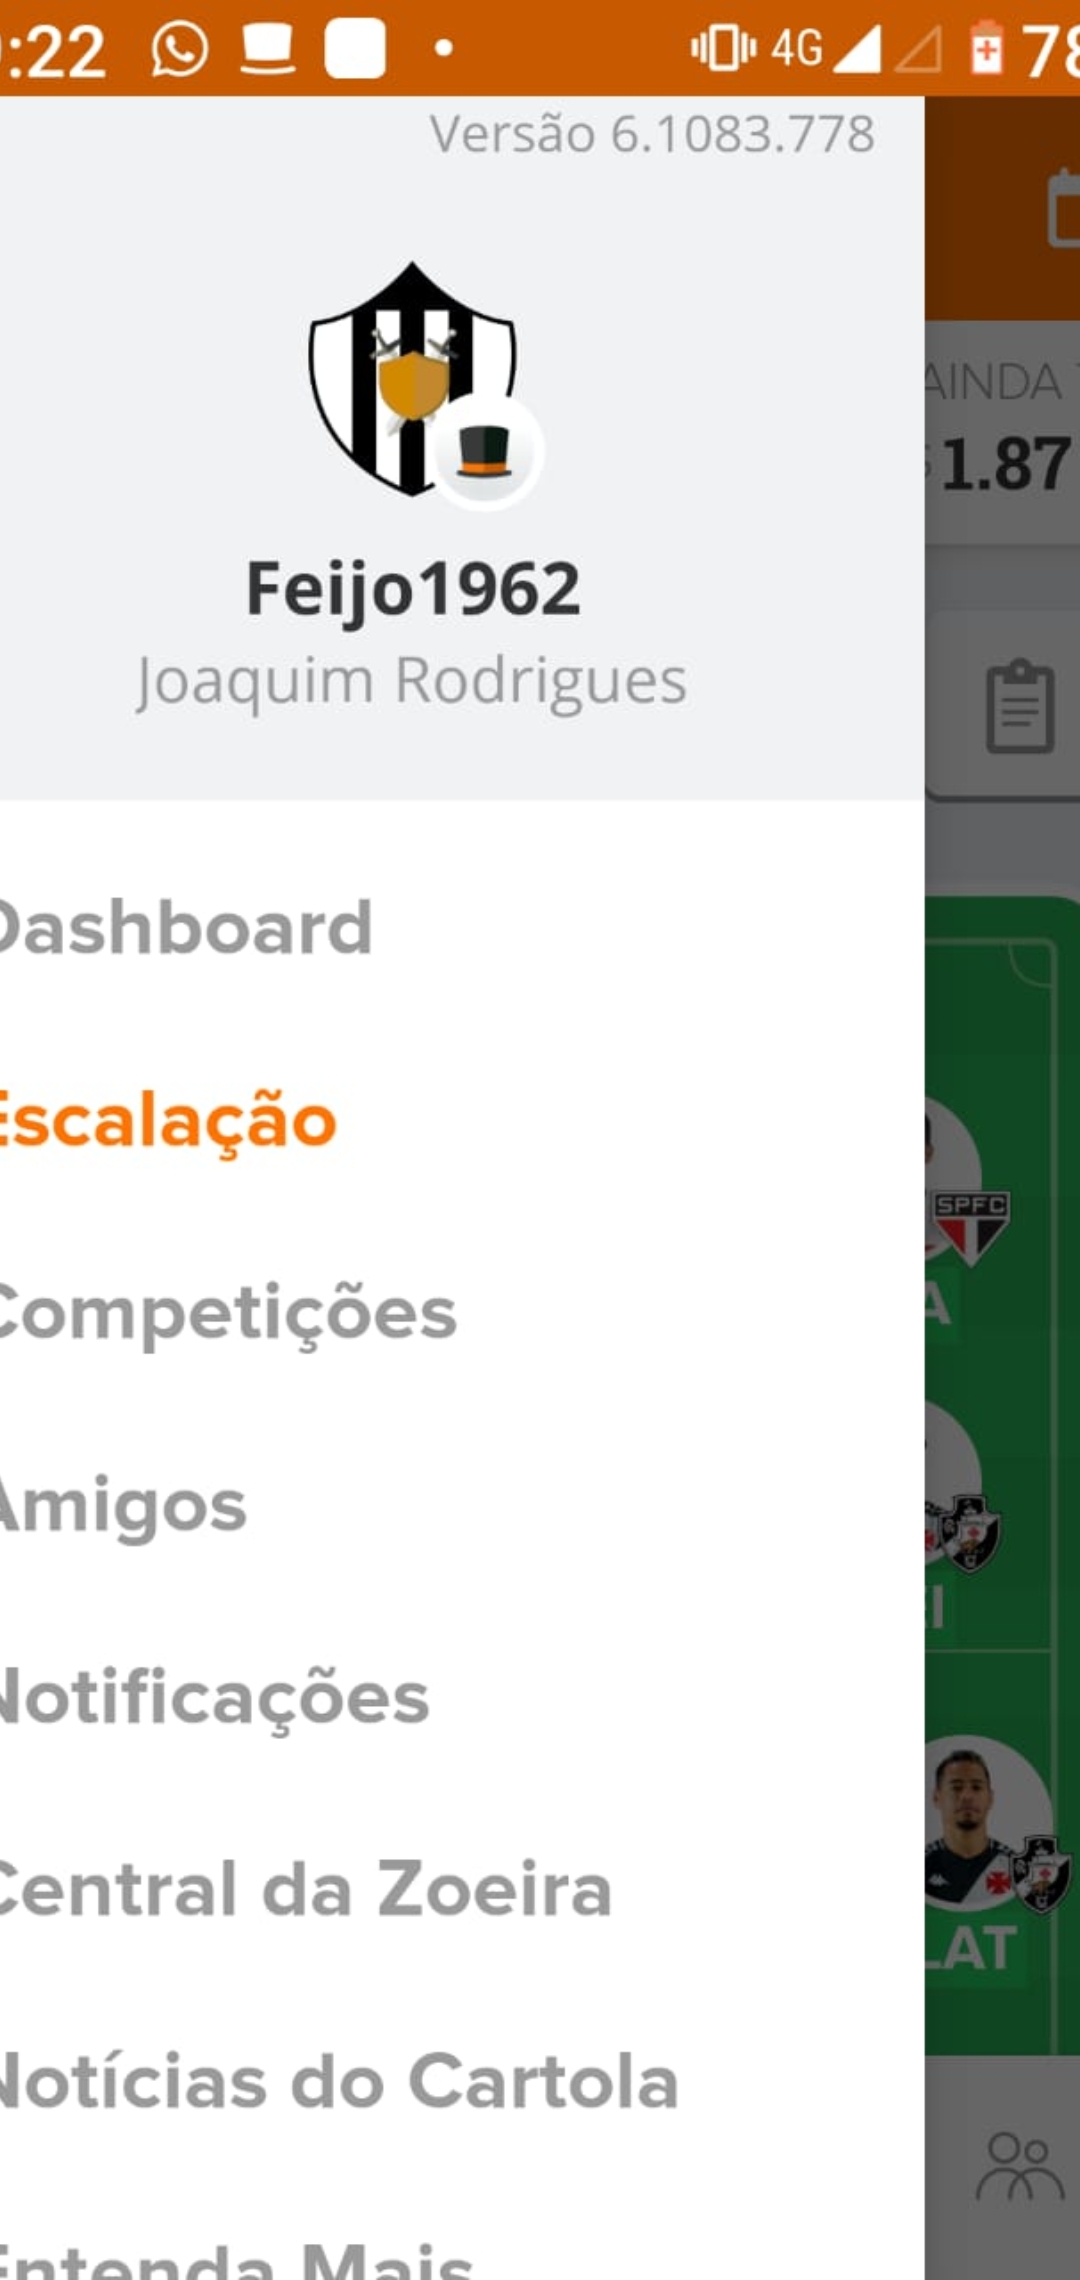 :22 4G 78
Versão 6.1083.778
AINDA
1.87
Feijo1962
Joaquim Rodrigues
Dashboard
Escalação
SPFC
Competições
Amigos
Notificações
LAT
Central da Zoeira
Notícias do Cartola
Entenda Mais